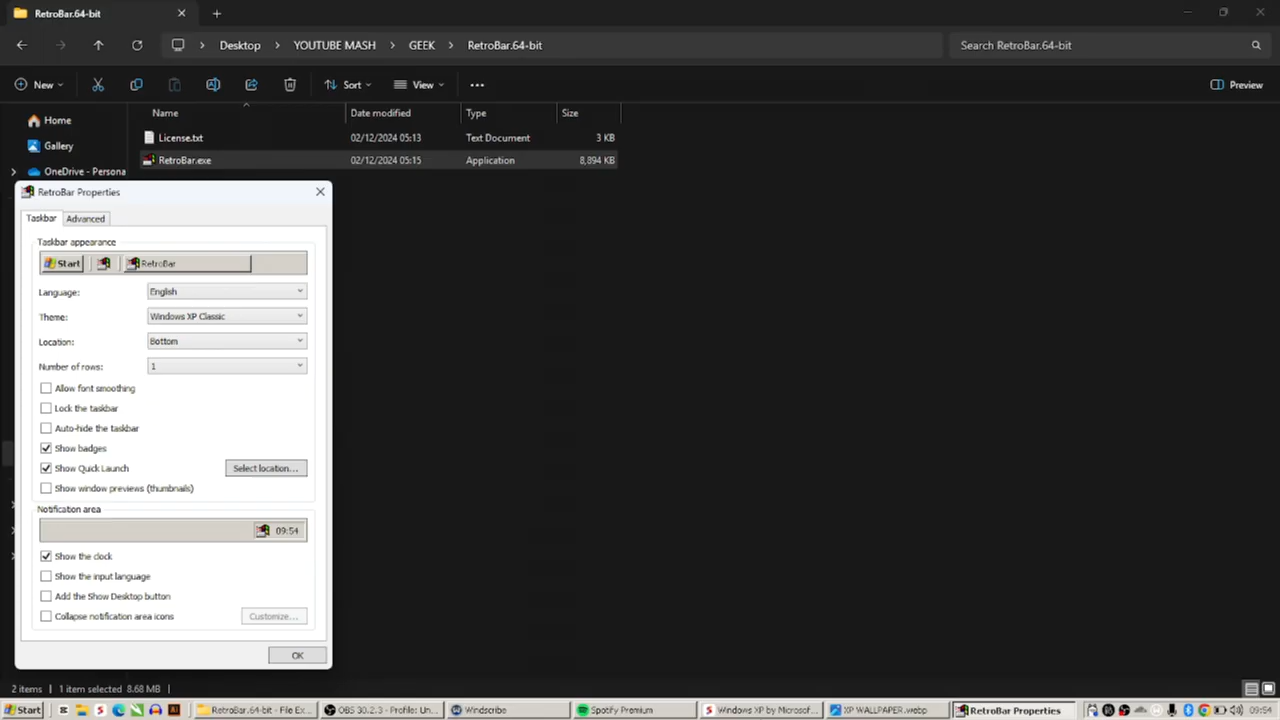 RetroBar.64-bit
Desktop > YOUTUBE MASH > GEEK > RetroBar.64-bit
Search RetroBar.64-bit
New
Sort
View
Preview
Name
Date modified
Type
Size
Home
License.txt
02/12/2024 05:13
Text Document
3 KB
Gallery
RetroBar.exe
02/12/2024 05:15
Application
8,894 KB
OneDrive - Persona
RetroBar Properties
Taskbar
Advanced
Taskbar appearance
Start
RetroBar
Language:
English
Theme:
Windows XP Classic
Location:
Bottom
Number of rows:
1
Allow font smoothing
Lock the taskbar
Auto-hide the taskbar
Show badges
Show Quick Launch
Select location...
Show window previews (thumbnails)
Notification area
09:54
Show the clock
Show the input language
Add the Show Desktop button
Collapse notification area icons
Customize...
OK
2 items
1 item selected 8.68 MB
Start
RetroBar.64-bit - File Ex...
OBS 30.2.3 - Profile: Un...
Windscribe
Spotify Premium
Windows XP by Microsof...
XP WALLPAPER.webp
RetroBar Properties
09:54